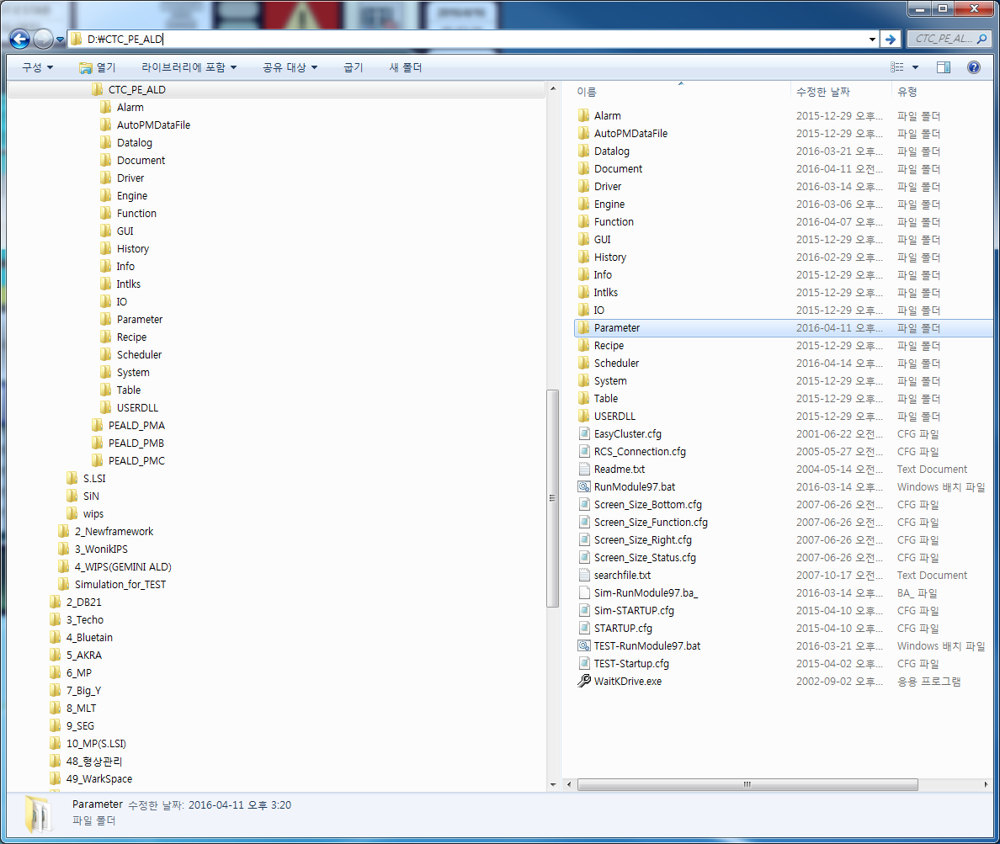 D:\CTC_PE_ALD
CTC_PE_AL...
구성 열기 라이브러리에 포함 공유 대상 굽기 새 폴더
CTC_PE_ALD
Alarm
AutoPMDataFile
Datalog
Document
Driver
Engine
Function
GUI
History
Info
Intlks
IO
Parameter
Recipe
Scheduler
System
Table
USERDLL
PEALD_PMA
PEALD_PMB
PEALD_PMC
S.LSI
SiN
wips
2_Newframework
3_WonikIPS
4_WIPS(GEMINI ALD)
Simulation_for_TEST
2_DB21
3_Techo
4_Bluetain
5_AKRA
6_MP
7_Big_Y
8_MLT
9_SEG
10_MP(S.LSI)
48_형상관리
49_WarkSpace
이름 수정한 날짜 유형
Alarm 2015-12-29 오후... 파일 폴더
AutoPMDataFile 2015-12-29 오후... 파일 폴더
Datalog 2016-03-21 오후... 파일 폴더
Document 2016-04-11 오전... 파일 폴더
Driver 2016-03-14 오후... 파일 폴더
Engine 2016-03-06 오후... 파일 폴더
Function 2016-04-07 오후... 파일 폴더
GUI 2015-12-29 오후... 파일 폴더
History 2016-02-29 오후... 파일 폴더
Info 2015-12-29 오후... 파일 폴더
Intlks 2015-12-29 오후... 파일 폴더
IO 2015-12-29 오후... 파일 폴더
Parameter 2016-04-11 오후... 파일 폴더
Recipe 2015-12-29 오후... 파일 폴더
Scheduler 2016-04-14 오후... 파일 폴더
System 2015-12-29 오후... 파일 폴더
Table 2015-12-29 오후... 파일 폴더
USERDLL 2015-12-29 오후... 파일 폴더
EasyCluster.cfg 2001-06-22 오전... CFG 파일
RCS_Connection.cfg 2005-05-27 오전... CFG 파일
Readme.txt 2004-05-14 오전... Text Document
RunModule97.bat 2016-03-14 오후... Windows 배치 파일
Screen_Size_Bottom.cfg 2007-06-26 오전... CFG 파일
Screen_Size_Function.cfg 2007-06-26 오전... CFG 파일
Screen_Size_Right.cfg 2007-06-26 오전... CFG 파일
Screen_Size_Status.cfg 2007-06-26 오전... CFG 파일
searchfile.txt 2007-10-17 오전... Text Document
Sim-RunModule97.ba_ 2016-03-14 오후... BA_ 파일
Sim-STARTUP.cfg 2015-04-10 오후... CFG 파일
STARTUP.cfg 2015-04-10 오후... CFG 파일
TEST-RunModule97.bat 2016-03-21 오후... Windows 배치 파일
TEST-Startup.cfg 2015-04-02 오후... CFG 파일
WaitKDrive.exe 2002-09-02 오후... 응용 프로그램
Parameter 수정한 날짜: 2016-04-11 오후 3:20
파일 폴더